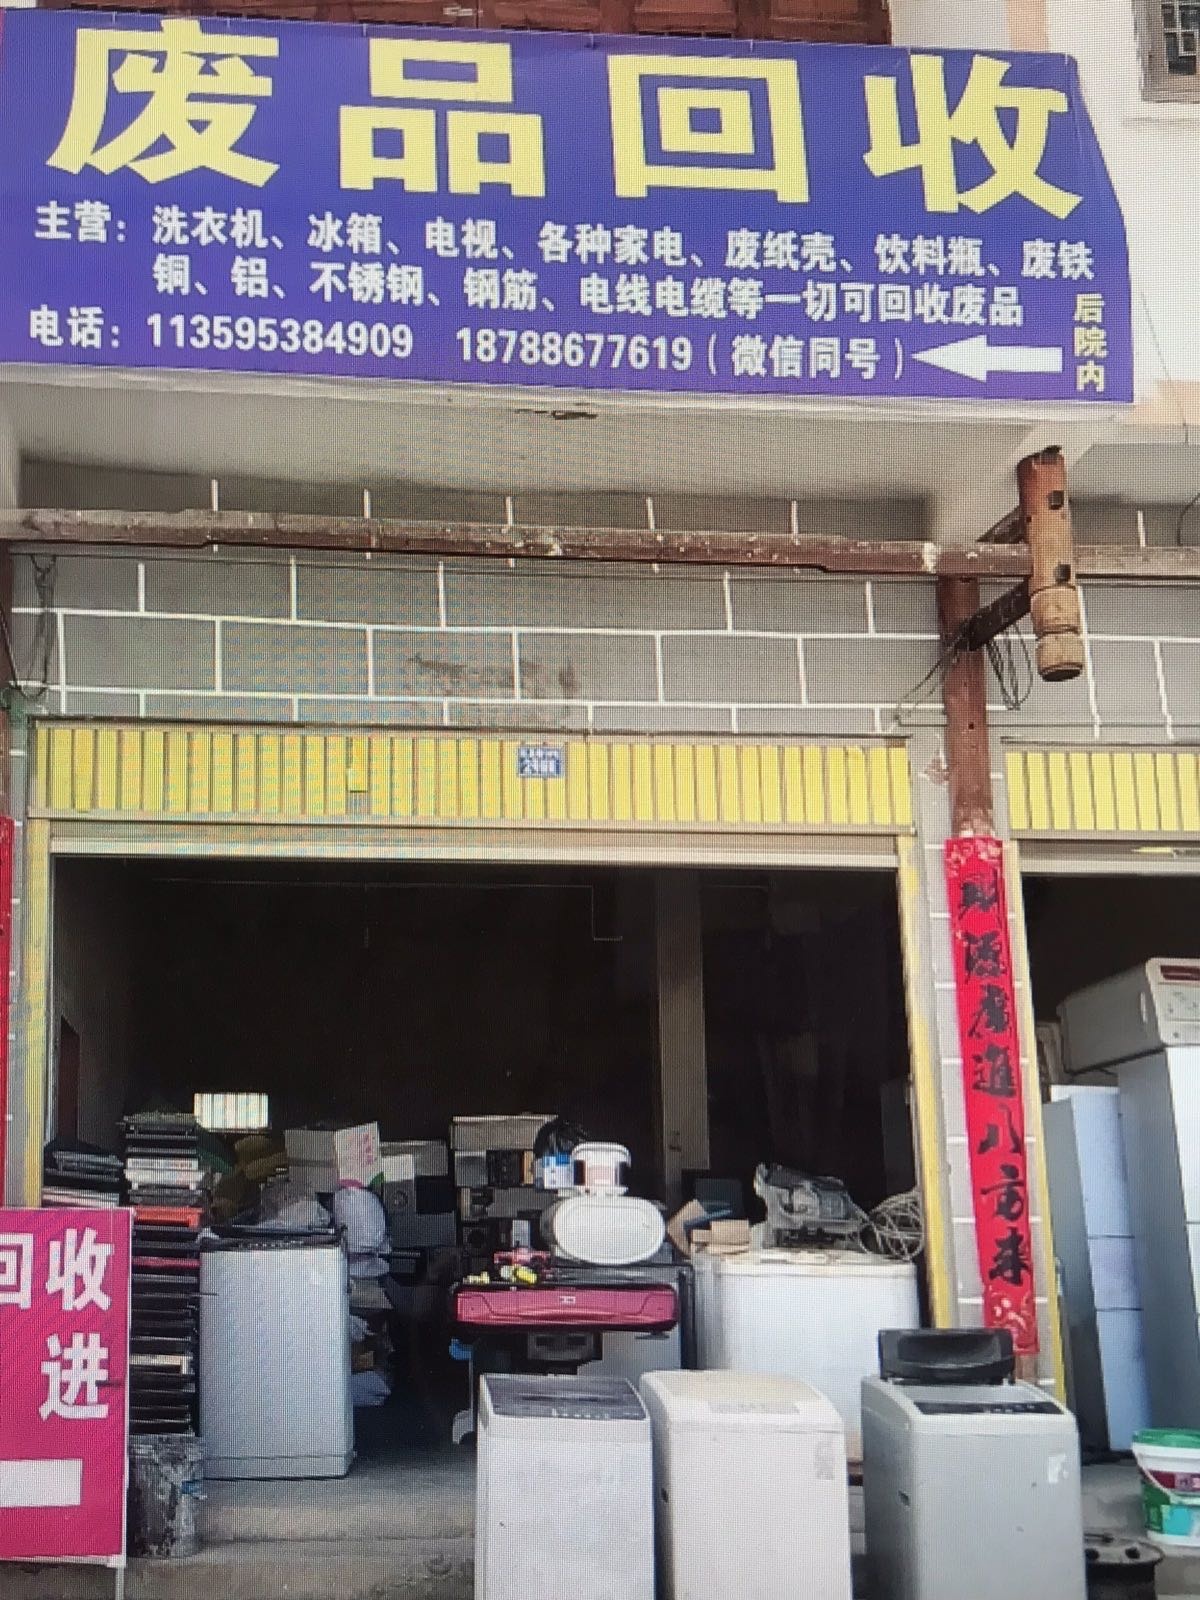 废品回收
主营：洗衣机、冰箱、电视、各种家电、废纸壳、饮料瓶、废铁
铜、铝、不锈钢、钢筋、电线电缆等一切可回收废品
电话：113595384909 18788677619（微信同号）
后院内
财源广进八方来
回收
进